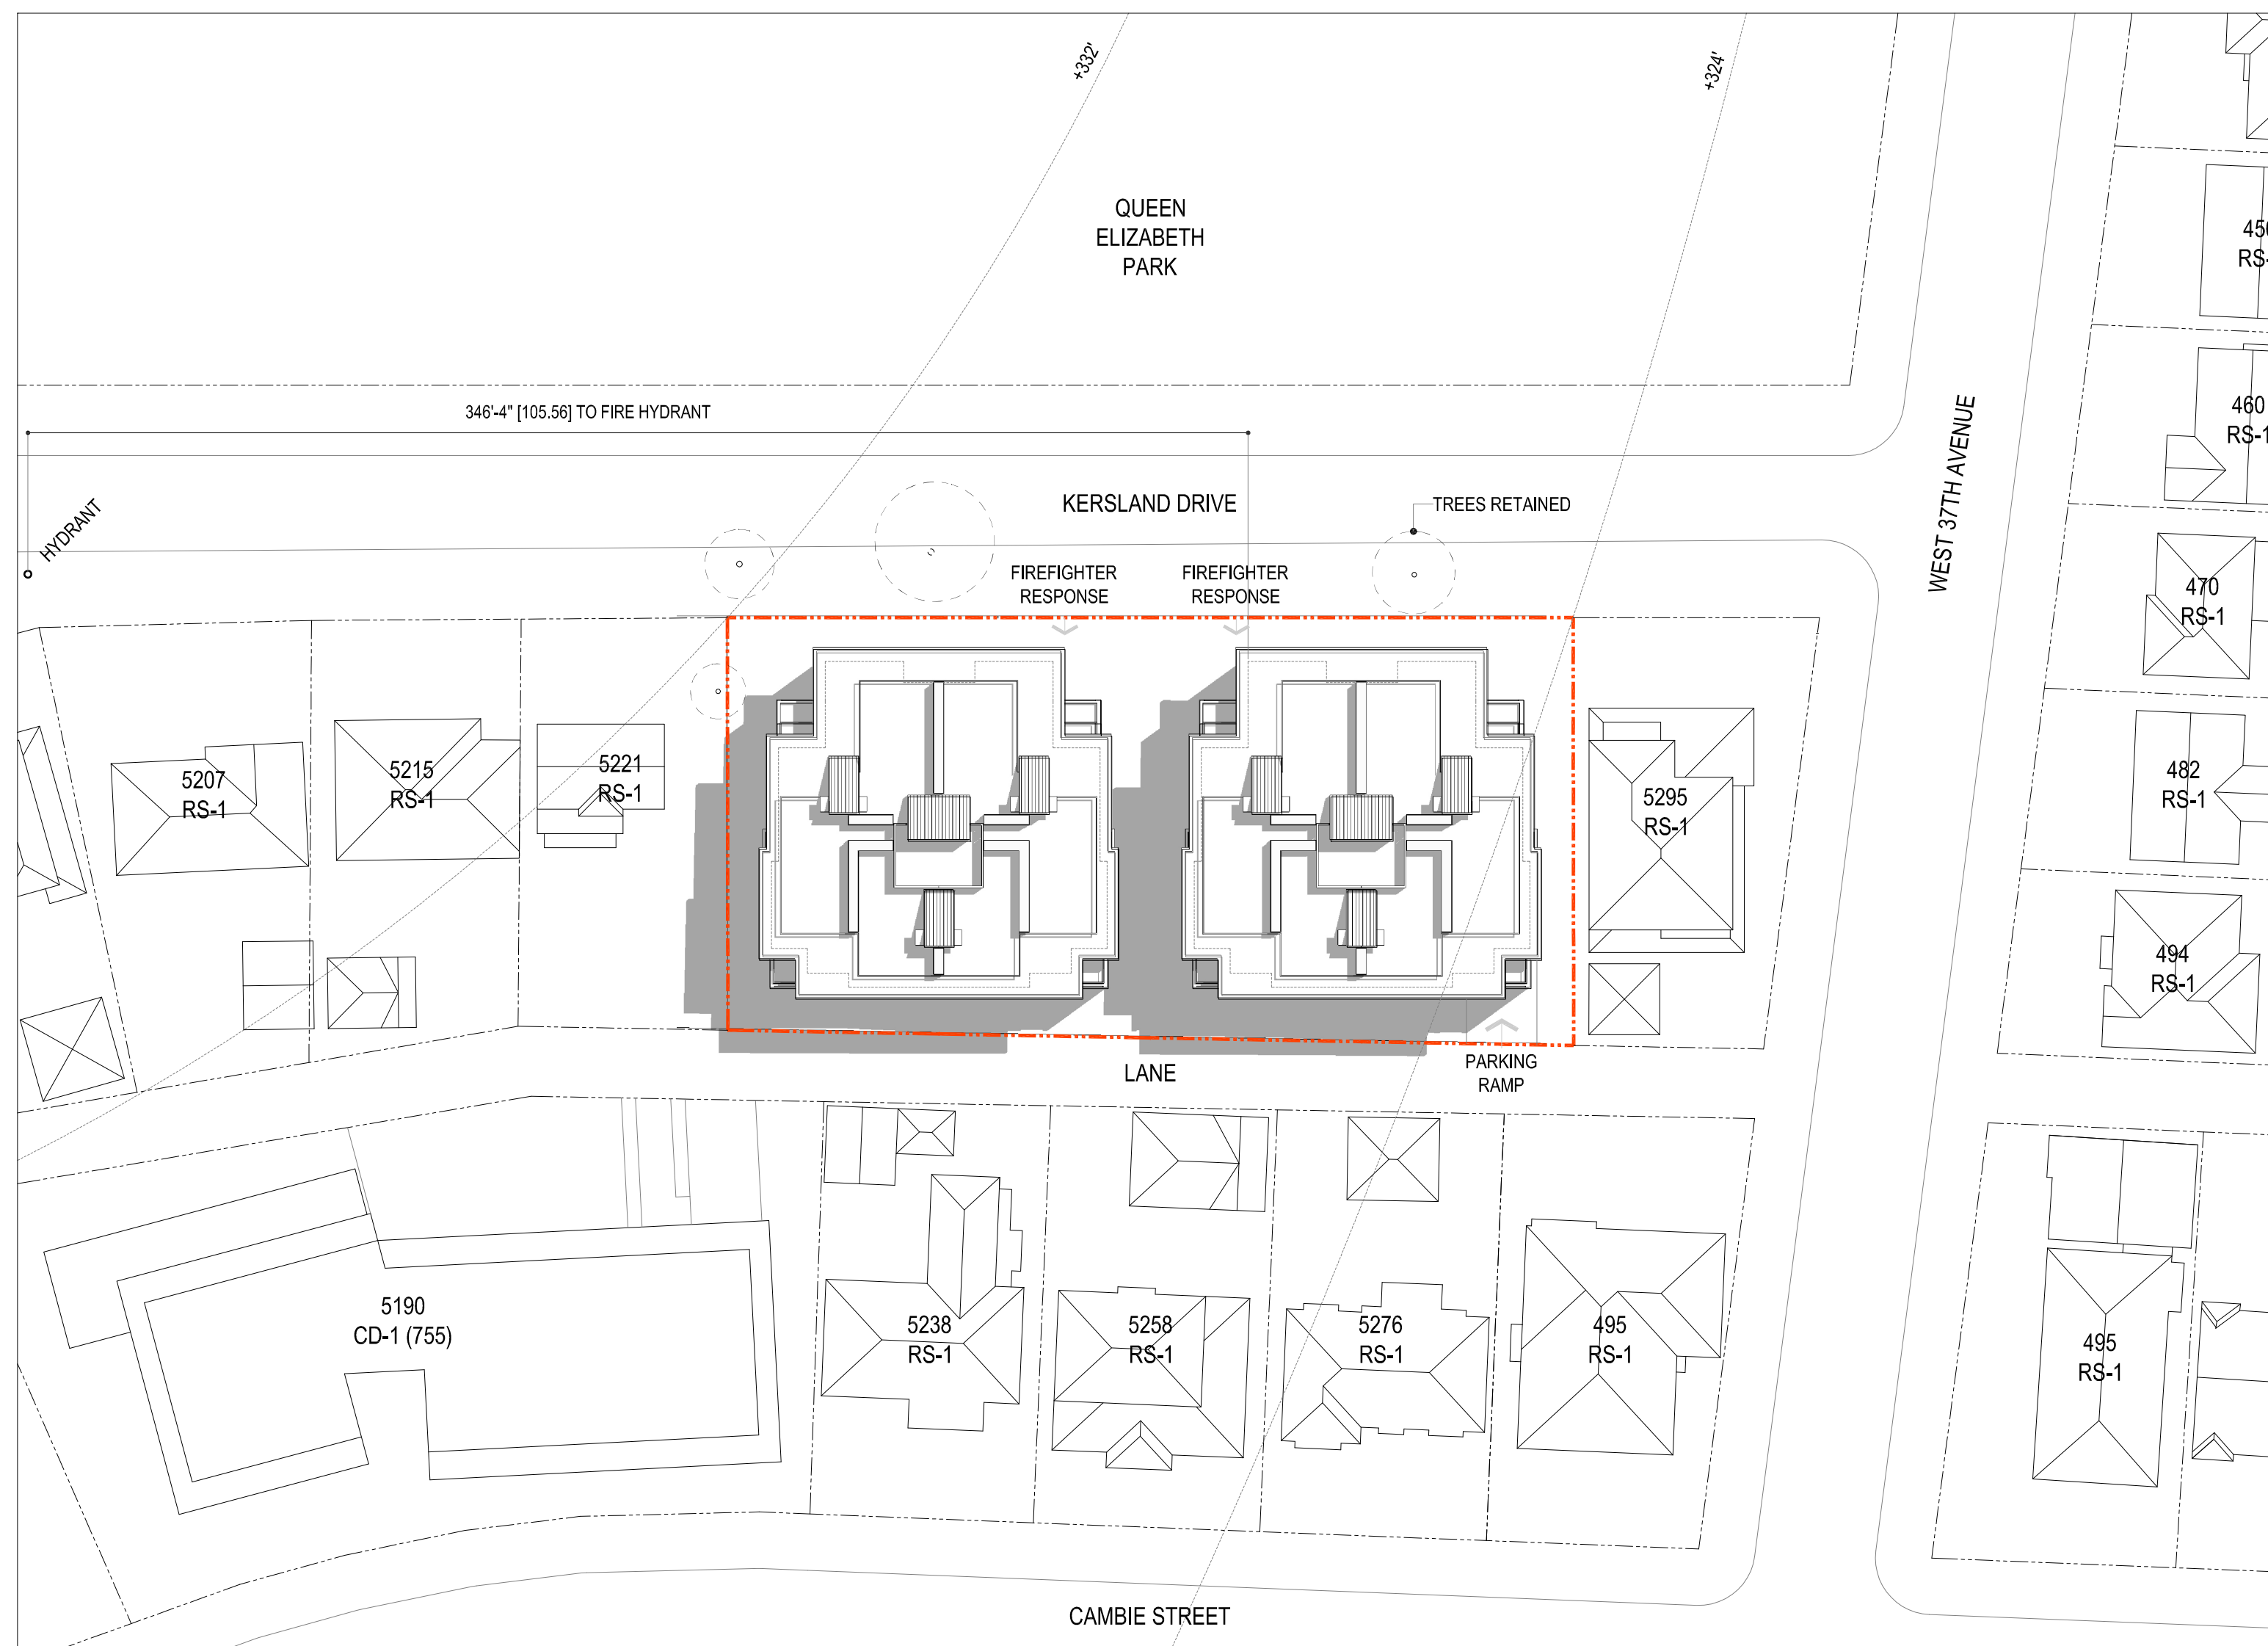 +332'
+324'
QUEEN
ELIZABETH
PARK
346'-4" [105.56] TO FIRE HYDRANT
HYDRANT
KERSLAND DRIVE
TREES RETAINED
WEST 37TH AVENUE
FIREFIGHTER
RESPONSE
FIREFIGHTER
RESPONSE
460
RS-1
470
RS-1
482
RS-1
494
RS-1
5207
RS-1
5215
RS-1
5221
RS-1
5295
RS-1
LANE
PARKING
RAMP
5190
CD-1 (755)
5238
RS-1
5258
RS-1
5276
RS-1
495
RS-1
495
RS-1
CAMBIE STREET